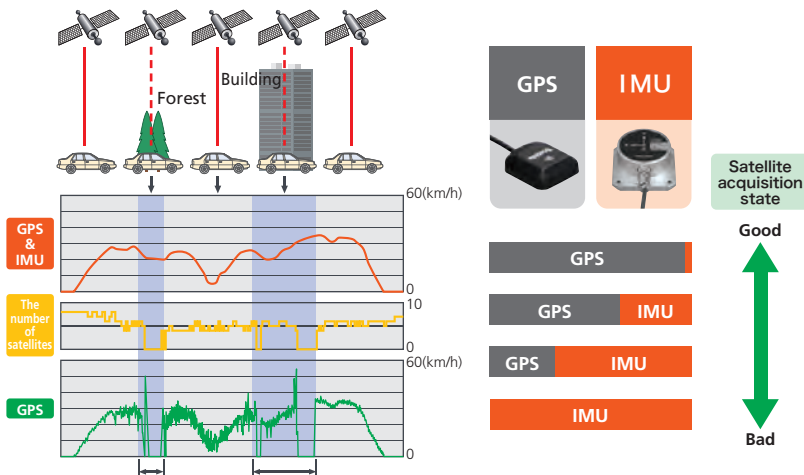 Forest
Building
60(km/h)
GPS
&
IMU
0
10
The
number
of
satellites
0
60(km/h)
GPS
0
GPS
IMU
Satellite
acquisition
state
Good
GPS
GPS
IMU
GPS
IMU
IMU
Bad